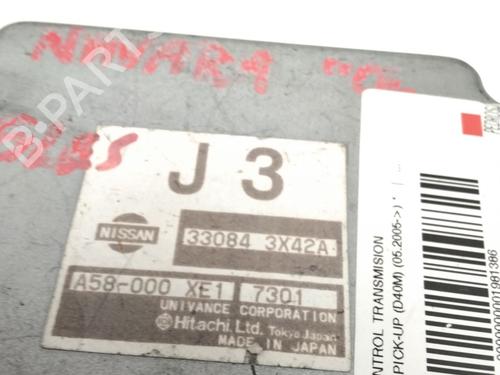 NAVARA
J 3
NISSAN
33084 3X42A
A58-000 XE1 7301
UNIVANCE CORPORATION
Hitachi, Ltd. Tokyo Japan
MADE IN JAPAN
B-PARTS
NTROL TRANSMISION
PICK-UP (D40M) (05.2005->) * | ...